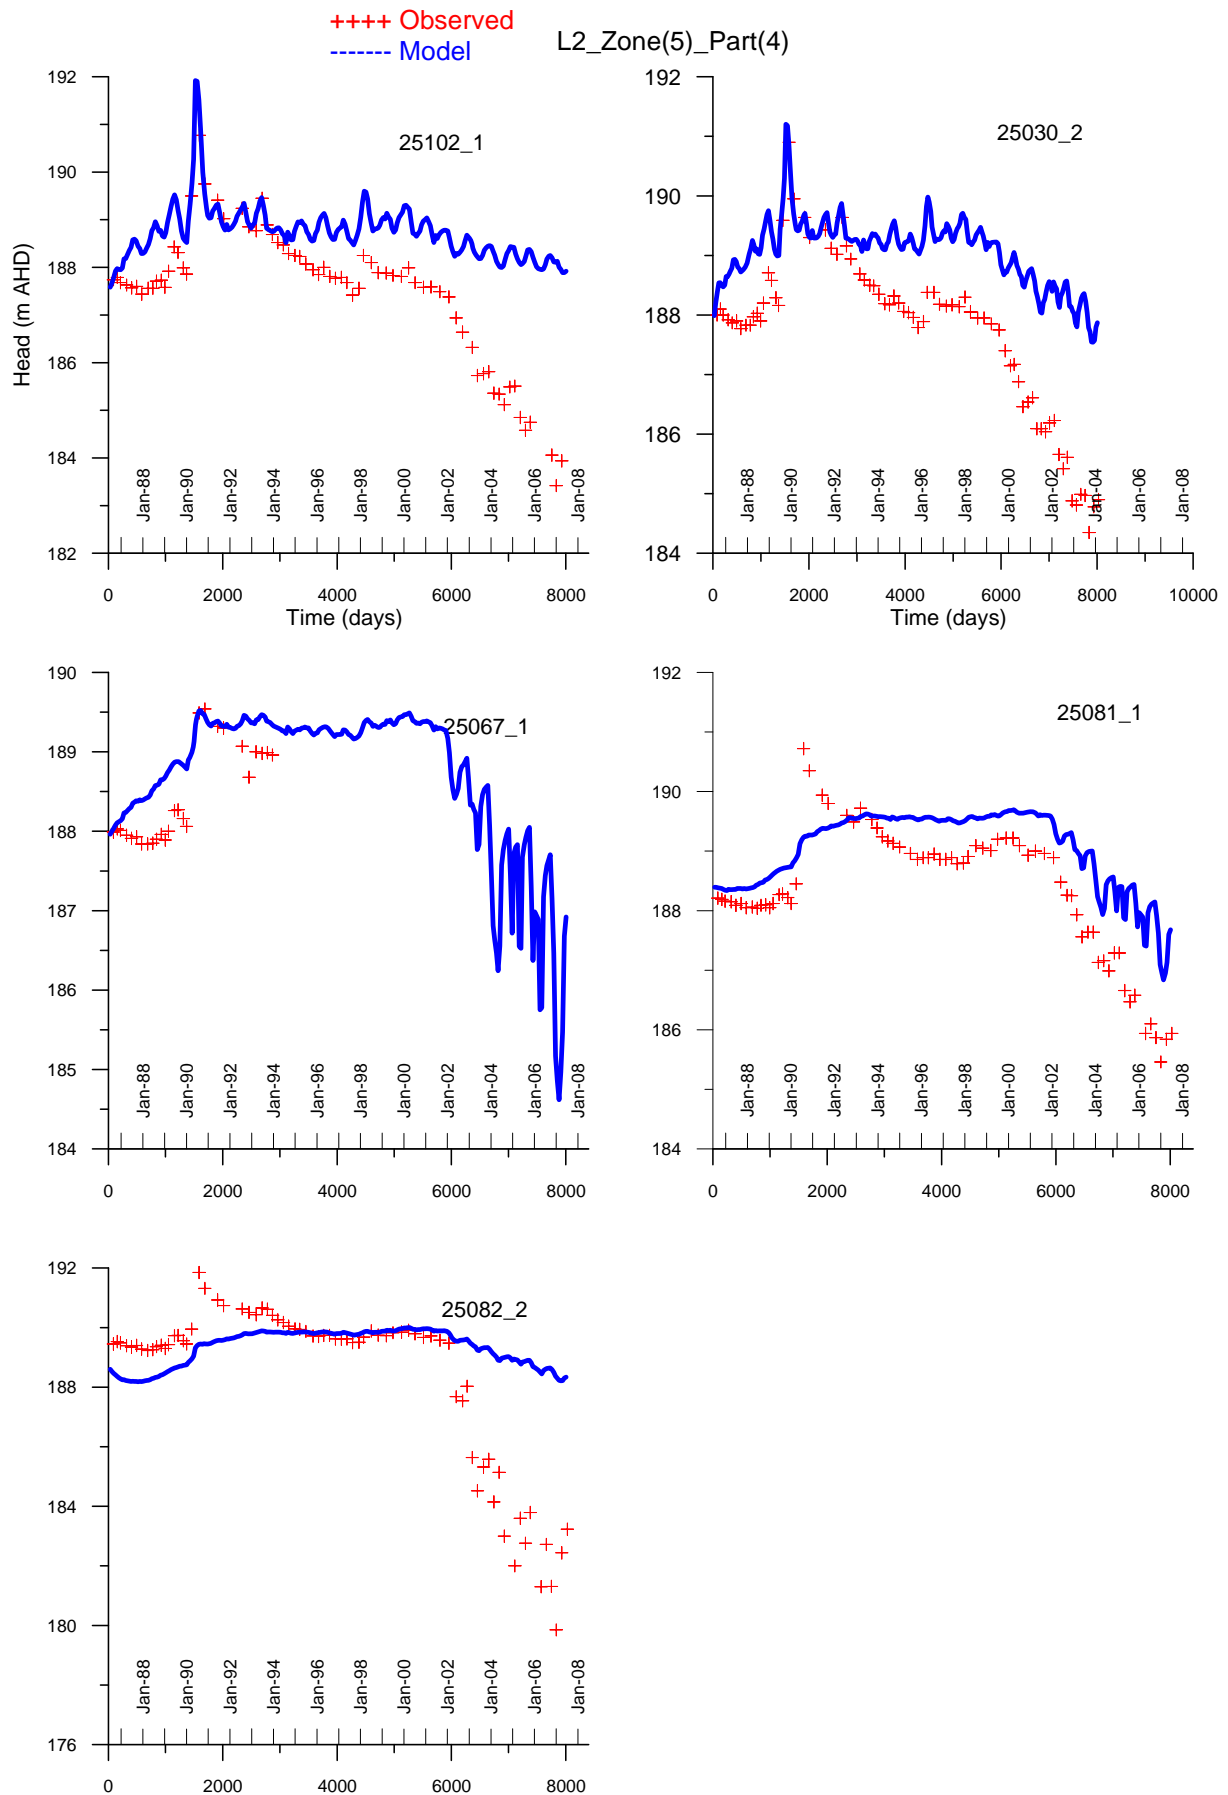 ++++ Observed
------- Model
L2_Zone(5)_Part(4)
Head (m AHD)
192
190
188
186
184
182
25102_1
Jan-88
Jan-90
Jan-92
Jan-94
Jan-96
Jan-98
Jan-00
Jan-02
Jan-04
Jan-06
Jan-08
0 2000 4000 6000 8000
Time (days)
192
190
188
186
184
25030_2
Jan-88
Jan-90
Jan-92
Jan-94
Jan-96
Jan-98
Jan-00
Jan-02
Jan-04
Jan-06
Jan-08
0 2000 4000 6000 8000 10000
Time (days)
190
189
188
187
186
185
184
25067_1
Jan-88
Jan-90
Jan-92
Jan-94
Jan-96
Jan-98
Jan-00
Jan-02
Jan-04
Jan-06
Jan-08
0 2000 4000 6000 8000
192
190
188
186
184
25081_1
Jan-88
Jan-90
Jan-92
Jan-94
Jan-96
Jan-98
Jan-00
Jan-02
Jan-04
Jan-06
Jan-08
0 2000 4000 6000 8000
192
188
184
180
176
25082_2
Jan-88
Jan-90
Jan-92
Jan-94
Jan-96
Jan-98
Jan-00
Jan-02
Jan-04
Jan-06
Jan-08
0 2000 4000 6000 8000